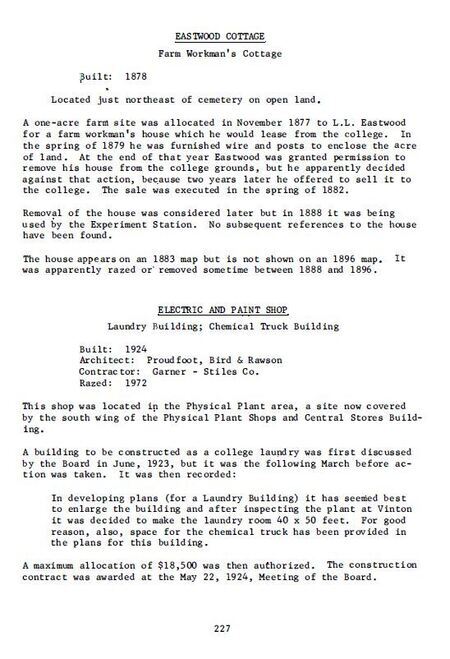 EASTWOOD COTTAGE
Farm Workman's Cottage
Built: 1878
Located just northeast of cemetery on open land.
A one-acre farm site was allocated in November 1877 to L.L. Eastwood
for a farm workman's house which he would lease from the college. In
the spring of 1879 he was furnished wire and posts to enclose the acre
of land. At the end of that year Eastwood was granted permission to
remove his house from the college grounds, but he apparently decided
against that action, because two years later he offered to sell it to
the college. The sale was executed in the spring of 1882.
Removal of the house was considered later but in 1888 it was being
used by the Experiment Station. No subsequent references to the house
have been found.
The house appears on an 1883 map but is not shown on an 1896 map. It
was apparently razed or removed sometime between 1888 and 1896.
ELECTRIC AND PAINT SHOP
Laundry Building; Chemical Truck Building
Built: 1924
Architect: Proudfoot, Bird & Rawson
Contractor: Garner - Stiles Co.
Razed: 1972
This shop was located in the Physical Plant area, a site now covered
by the south wing of the Physical Plant Shops and Central Stores Build-
ing.
A building to be constructed as a college laundry was first discussed
by the Board in June, 1923, but it was the following March before ac-
tion was taken. It was then recorded:
In developing plans (for a Laundry Building) it has seemed best
to enlarge the building and after inspecting the plant at Vinton
it was decided to make the laundry room 40 x 50 feet. For good
reason, also, space for the chemical truck has been provided in
the plans for this building.
A maximum allocation of $18,500 was then authorized. The construction
contract was awarded at the May 22, 1924, Meeting of the Board.
227